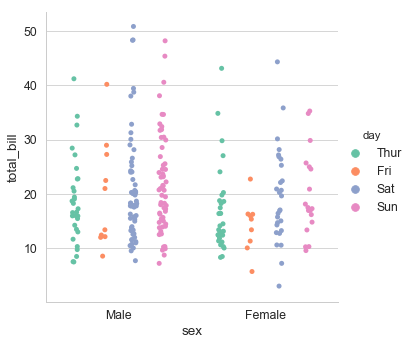 50
40
30
20
10
total_bill
Male
Female
sex
day
Thur
Fri
Sat
Sun